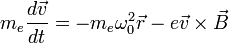 $m_e \frac{d\vec{v}}{dt} = -m_e \omega_0^2 \vec{r} - e\vec{v} \times \vec{B}$